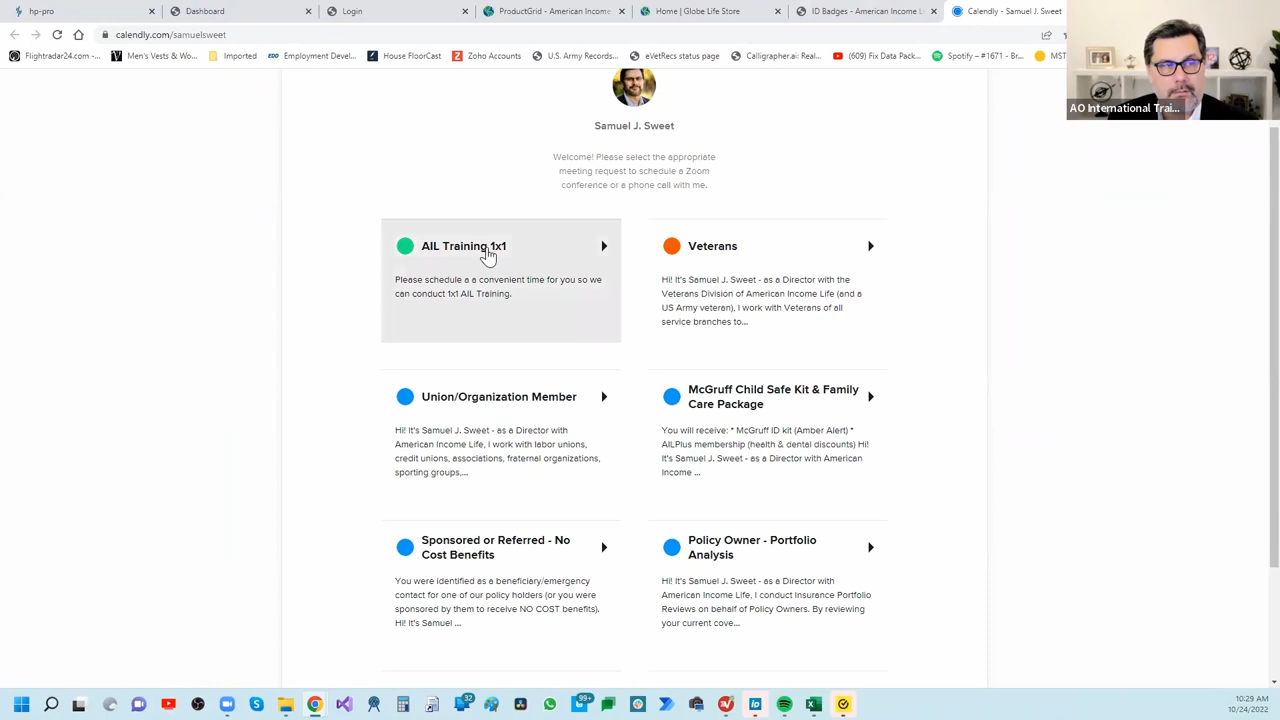 hp-pro
Dashboard
Login
ProductGrid - American Income
Home | Globe Life Store
ID Badges - American Income L
Calendly - Samuel J. Sweet
calendly.com/samuelsweet
Flightradar24.com -...
Men's Vests & Wo...
Imported
EDD Employment Devel...
House FloorCast
Zoho Accounts
U.S. Army Records...
eVetRecs status page
Calligrapher.ai: Real...
(609) Fix Data Pack...
Spotify – #1671 - Br...
MST
AO International Trai...
Samuel J. Sweet
Welcome! Please select the appropriate
meeting request to schedule a Zoom
conference or a phone call with me.
AIL Training 1x1
Please schedule a a convenient time for you so we
can conduct 1x1 AIL Training.
Veterans
Hi! It's Samuel J. Sweet - as a Director with the
Veterans Division of American Income Life (and a
US Army veteran), I work with Veterans of all
service branches to...
Union/Organization Member
Hi! It's Samuel J. Sweet - as a Director with
American Income Life, I work with labor unions,
credit unions, associations, fraternal organizations,
sporting groups,...
McGruff Child Safe Kit & Family
Care Package
You will receive: * McGruff ID kit (Amber Alert) *
AILPlus membership (health & dental discounts) Hi!
It's Samuel J. Sweet - as a Director with American
Income ...
Sponsored or Referred - No
Cost Benefits
You were identified as a beneficiary/emergency
contact for one of our policy holders (or you were
sponsored by them to receive NO COST benefits).
Hi! It's Samuel ...
Policy Owner - Portfolio
Analysis
Hi! It's Samuel J. Sweet - as a Director with
American Income Life, I conduct Insurance Portfolio
Reviews on behalf of Policy Owners. By reviewing
your current cove...
32
99+
10:29 AM
10/24/2022